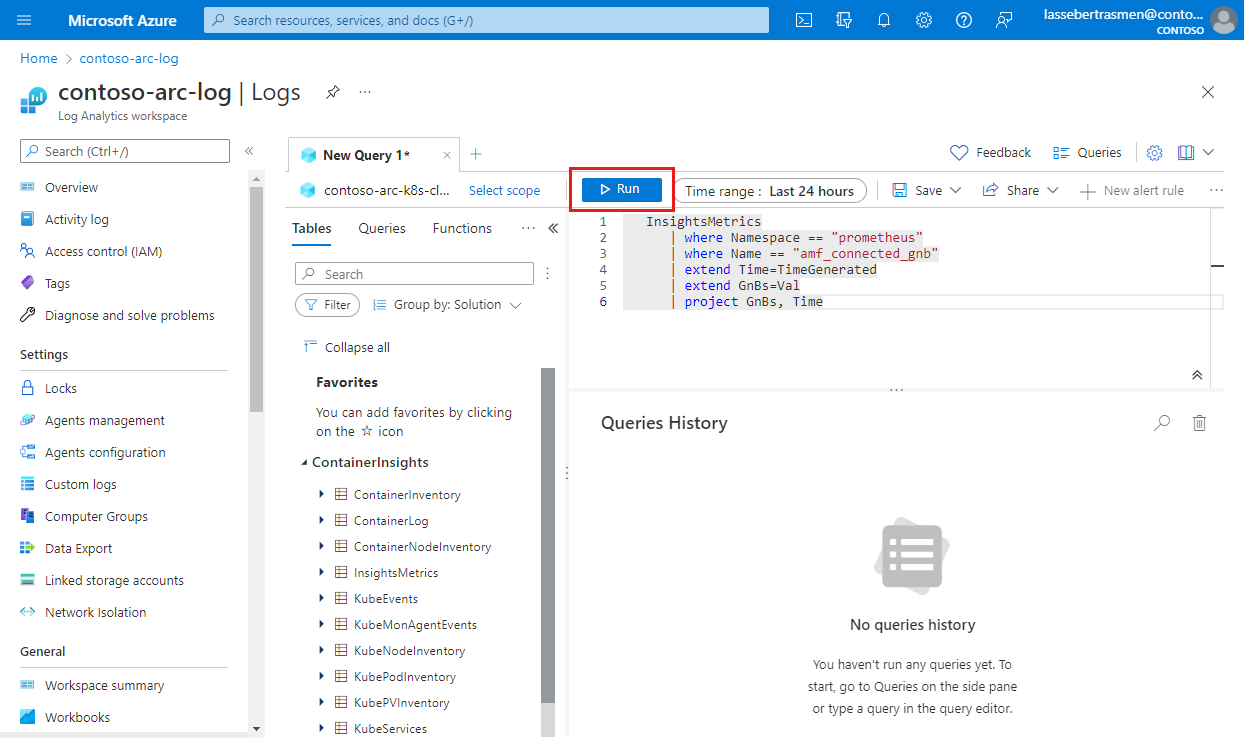 Microsoft Azure
Search resources, services, and docs (G+/)
lassebertrasmen@conto...
CONTOSO
Home > contoso-arc-log
contoso-arc-log | Logs
...
Log Analytics workspace
Search (Ctrl+/)
«
Overview
Activity log
Access control (IAM)
Tags
Diagnose and solve problems
Settings
Locks
Agents management
Agents configuration
Custom logs
Computer Groups
Data Export
Linked storage accounts
Network Isolation
General
Workspace summary
Workbooks
New Query 1*
Feedback
Queries
contoso-arc-k8s-cl...
Select scope
Run
Time range : Last 24 hours
Save
Share
New alert rule
...
Tables
Queries
Functions
...
«
Search
Filter
Group by: Solution
Collapse all
Favorites
You can add favorites by clicking
on the ☆ icon
ContainerInsights
ContainerInventory
ContainerLog
ContainerNodeInventory
InsightsMetrics
KubeEvents
KubeMonAgentEvents
KubeNodeInventory
KubePodInventory
KubePVInventory
KubeServices
1 InsightsMetrics
2 | where Namespace == "prometheus"
3 | where Name == "amf_connected_gnb"
4 | extend Time=TimeGenerated
5 | extend GnBs=Val
6 | project GnBs, Time
Queries History
No queries history
You haven't run any queries yet. To
start, go to Queries on the side pane
or type a query in the query editor.